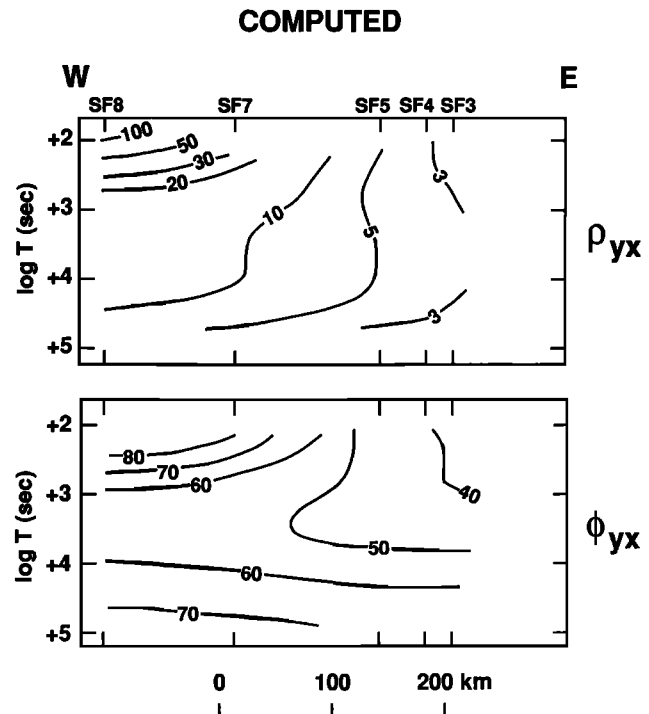 COMPUTED
W E
SF8 SF7 SF5 SF4 SF3
+2
+3
+4
+5
log T (sec)
100
50
30
20
10
5
3
3
ρyx
+2
+3
+4
+5
log T (sec)
80
70
60
50
40
60
70
ϕyx
0 100 200 km